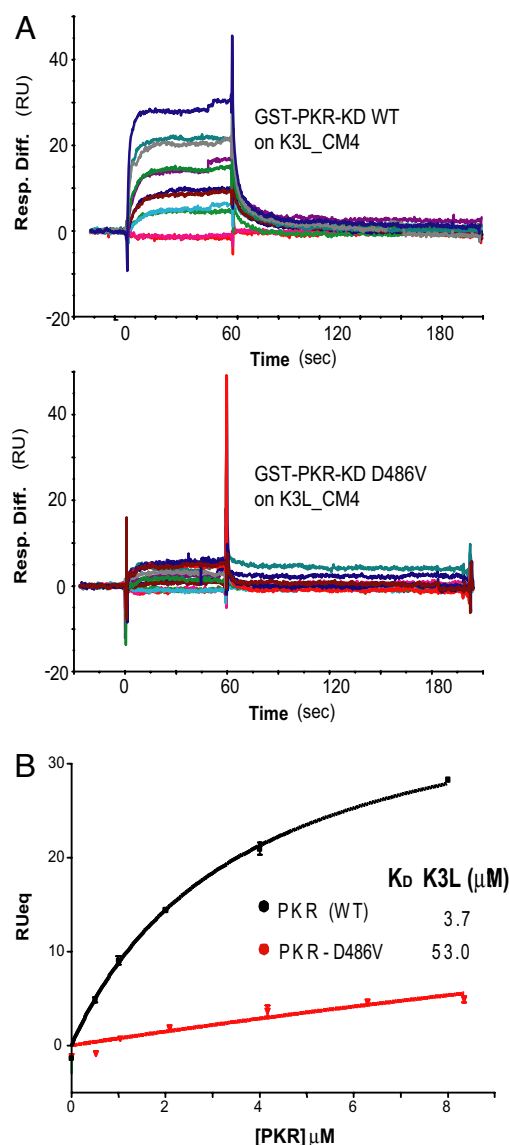 A
Resp. Diff. (RU)
40
20
0
-20
GST-PKR-KD WT
on K3L_CM4
0 60 120 180
Time (sec)
Resp. Diff. (RU)
40
20
0
-20
GST-PKR-KD D486V
on K3L_CM4
0 60 120 180
Time (sec)
B
RUeq
30
20
10
0
KD K3L (µM)
PKR (WT) 3.7
PKR-D486V 53.0
0 2 4 6 8
[PKR] µM